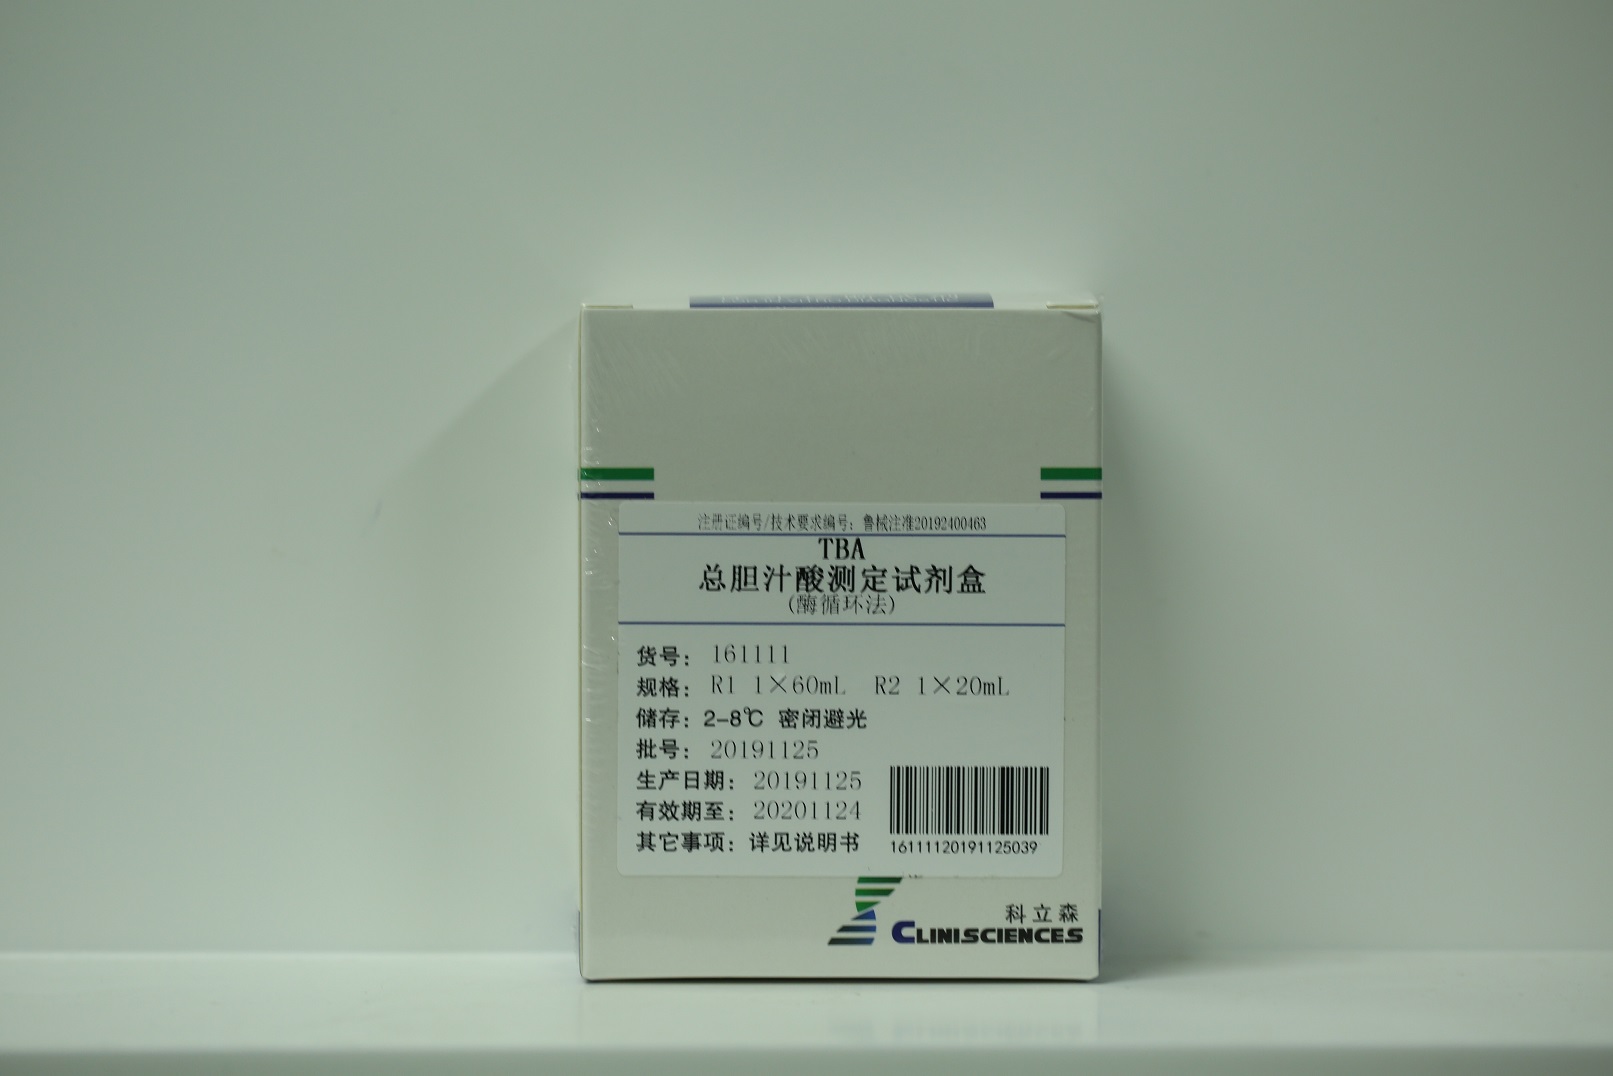 注册证编号/技术要求编号：鲁械注准20192400463
TBA
总胆汁酸测定试剂盒
(酶循环法)
货号： 161111
规格： R1 1×60mL R2 1×20mL
储存：2-8℃ 密闭避光
批号： 20191125
生产日期： 20191125
有效期至： 20201124
其它事项：详见说明书
16111120191125039
科立森
CLINISCIENCES